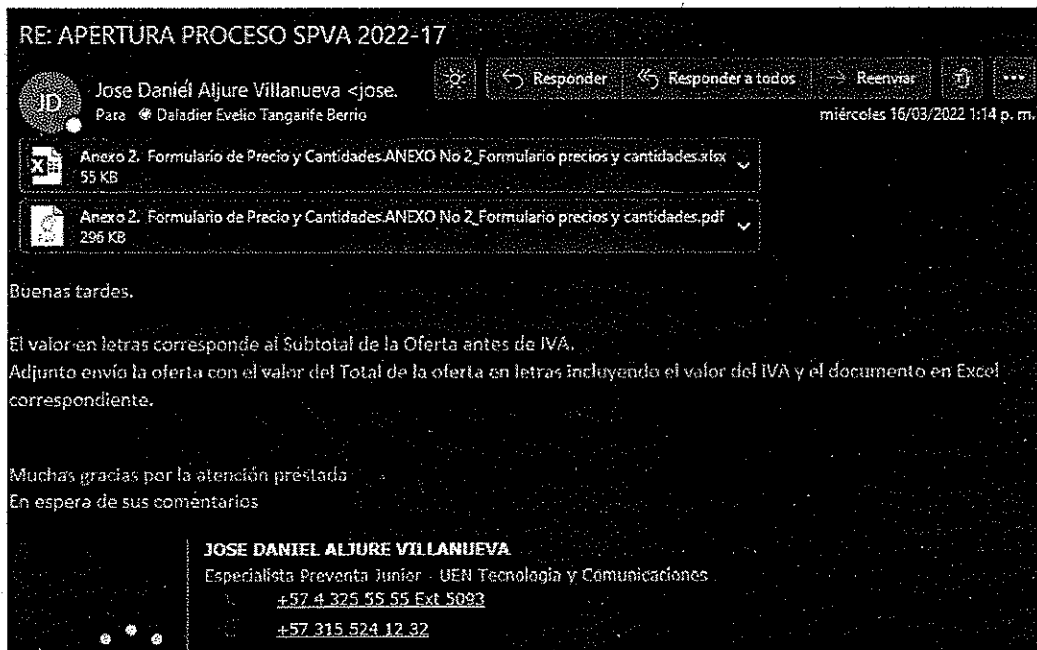 RE: APERTURA PROCESO SPVA 2022-17
JD
Jose Daniel Aljure Villanueva <jose.
Responder
Responder a todos
Reenviar
Para Daladier Evelio Tangarife Berrio
miércoles 16/03/2022 1:14 p. m.
Anexo 2. Formulario de Precio y Cantidades.ANEXO No 2_Formulario precios y cantidades.xlsx
55 KB
Anexo 2. Formulario de Precio y Cantidades.ANEXO No 2_Formulario precios y cantidades.pdf
296 KB
Buenas tardes.
El valor en letras corresponde al Subtotal de la Oferta antes de IVA.
Adjunto envío la oferta con el valor del Total de la oferta en letras incluyendo el valor del IVA y el documento en Excel
correspondiente.
Muchas gracias por la atención prestada
En espera de sus comentarios
JOSE DANIEL ALJURE VILLANUEVA
Especialista Preventa Junior - UEN Tecnología y Comunicaciones
+57 4 325 55 55 Ext 5093
+57 315 524 12 32